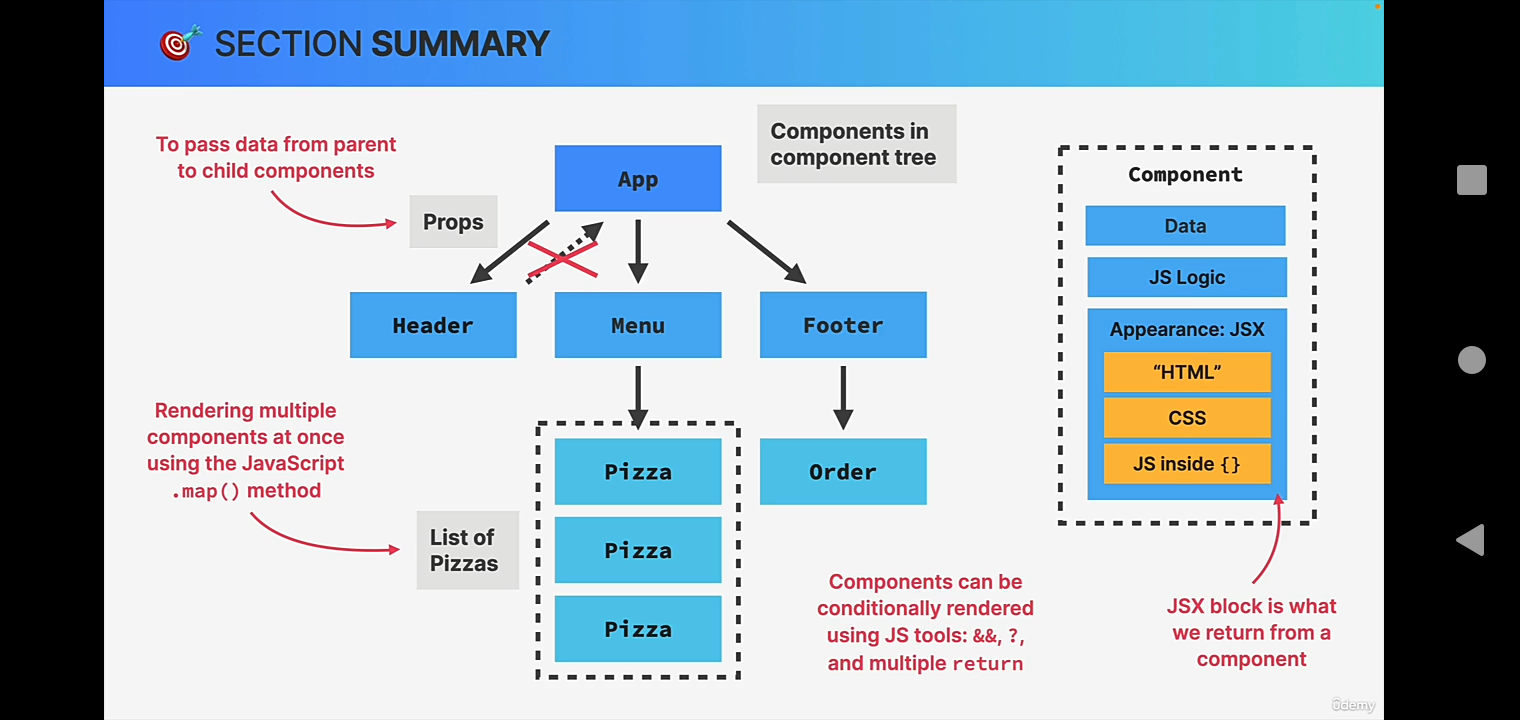 SECTION SUMMARY
To pass data from parent
to child components
Props
App
Components in
component tree
Header
Menu
Footer
Rendering multiple
components at once
using the JavaScript
.map() method
List of
Pizzas
Pizza
Pizza
Pizza
Order
Components can be
conditionally rendered
using JS tools: &&, ?,
and multiple return
Component
Data
JS Logic
Appearance: JSX
“HTML”
CSS
JS inside {}
JSX block is what
we return from a
component
ûdemy